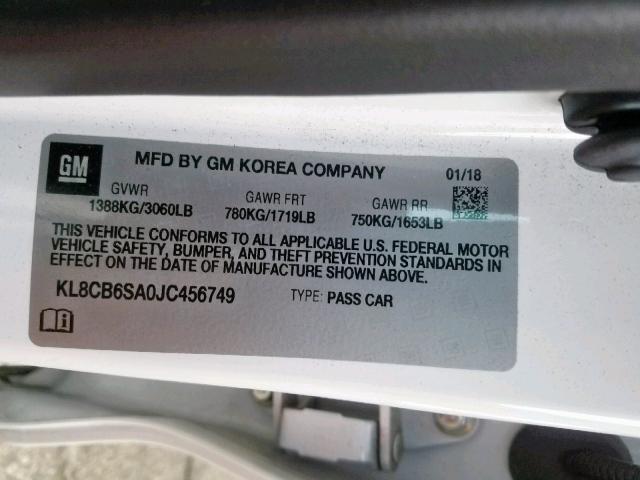 GM
MFD BY GM KOREA COMPANY 01/18
GVWR GAWR FRT GAWR RR
1388KG/3060LB 780KG/1719LB 750KG/1653LB
THIS VEHICLE CONFORMS TO ALL APPLICABLE U.S. FEDERAL MOTOR
VEHICLE SAFETY, BUMPER, AND THEFT PREVENTION STANDARDS IN
EFFECT ON THE DATE OF MANUFACTURE SHOWN ABOVE.
KL8CB6SA0JC456749 TYPE: PASS CAR